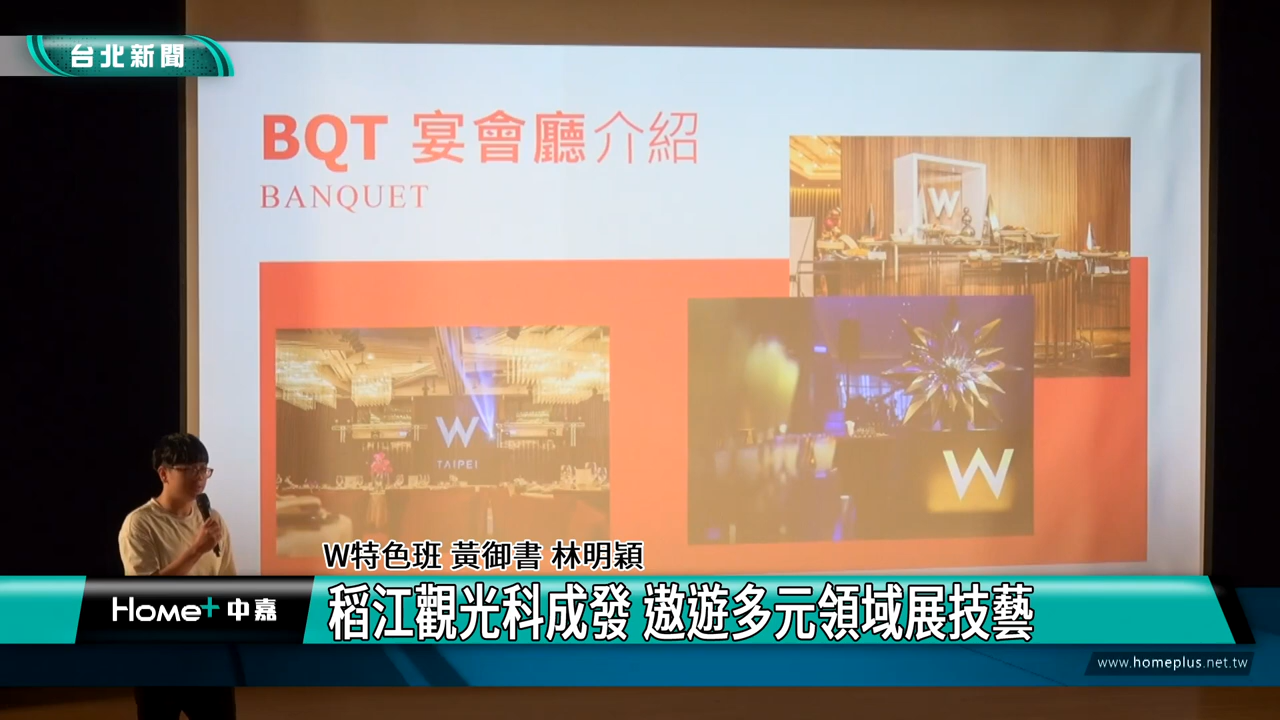 台北新聞
BQT 宴會廳介紹
BANQUET
W
W
TAIPEI
W
W特色班 黃御書 林明穎
Home+中嘉
稻江觀光科成發 遨遊多元領域展技藝
www.homeplus.net.tw